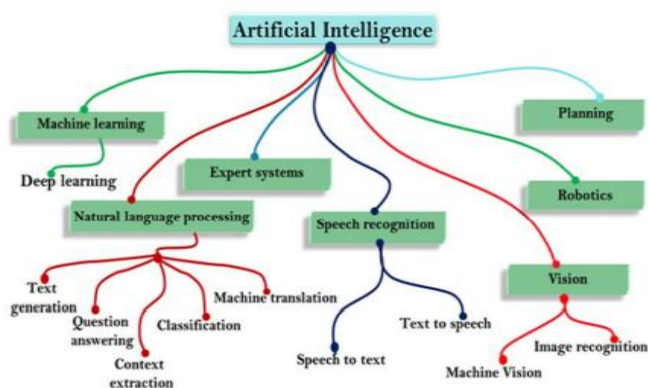 Artificial Intelligence
Machine learning
Planning
Deep learning
Expert systems
Robotics
Natural language processing
Speech recognition
Vision
Text
generation
Question
answering
Context
extraction
Classification
Machine translation
Speech to text
Text to speech
Machine Vision
Image recognition